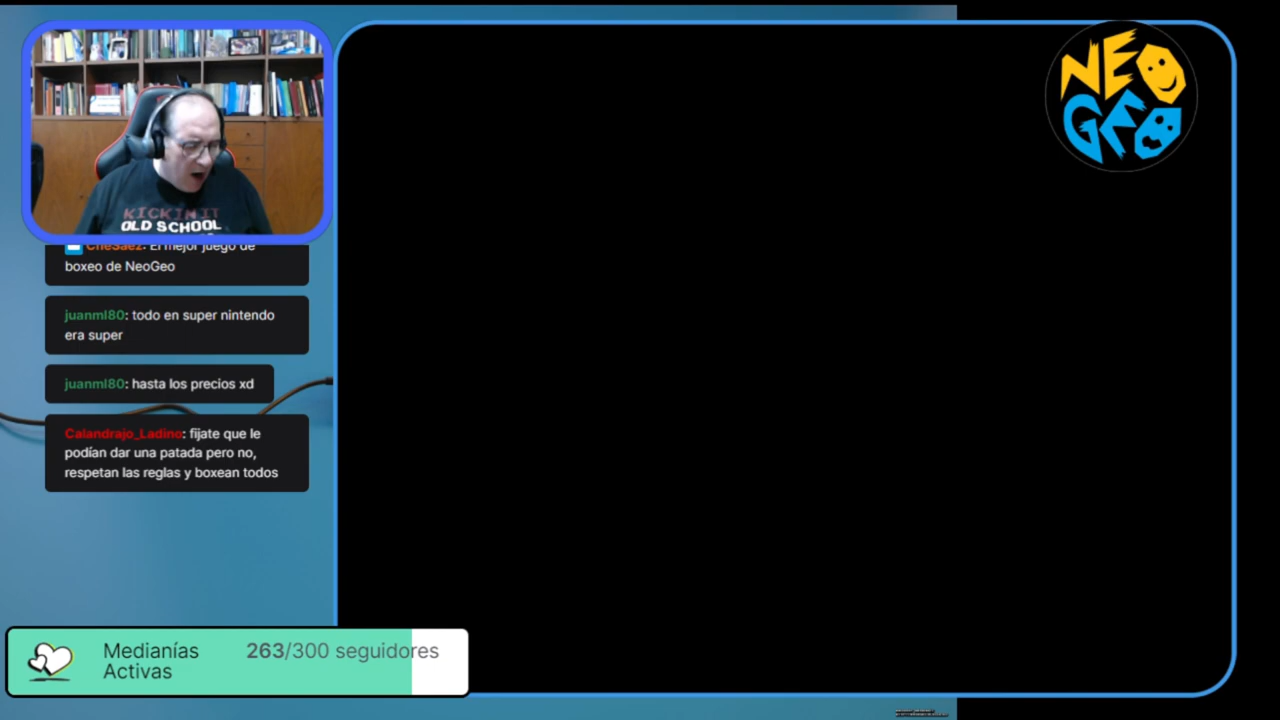 NEO
GEO
KICKIN IT
OLD SCHOOL
CheSaez: El mejor juego de
boxeo de NeoGeo
juanml80: todo en super nintendo
era super
juanml80: hasta los precios xd
Calandrajo_Ladino: fijate que le
podían dar una patada pero no,
respetan las reglas y boxean todos
Medianías
Activas
263/300 seguidores